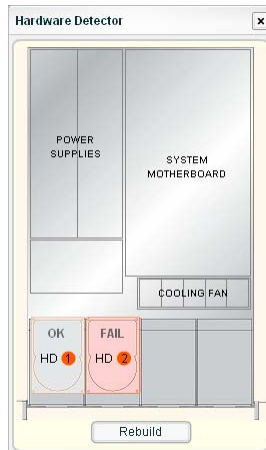 Hardware Detector
POWER
SUPPLIES
SYSTEM
MOTHERBOARD
COOLING FAN
OK
HD 1
FAIL
HD 2
Rebuild